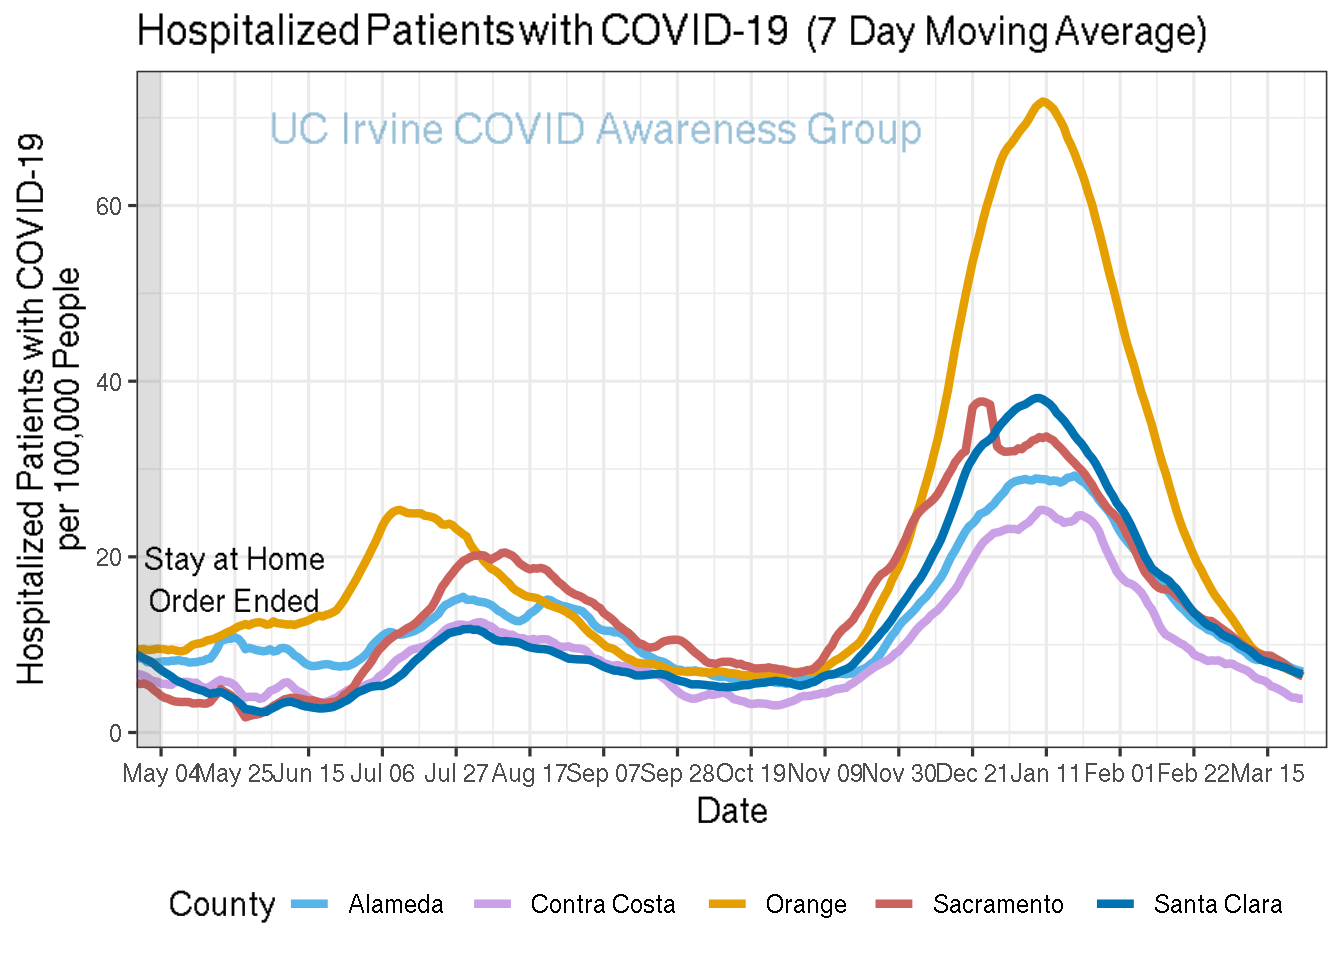 Hospitalized Patients with COVID-19 (7 Day Moving Average)
UC Irvine COVID Awareness Group
Hospitalized Patients with COVID-19
per 100,000 People
60
40
20
0
Stay at Home
Order Ended
May 04 May 25 Jun 15 Jul 06 Jul 27 Aug 17 Sep 07 Sep 28 Oct 19 Nov 09 Nov 30 Dec 21 Jan 11 Feb 01 Feb 22 Mar 15
Date
County Alameda Contra Costa Orange Sacramento Santa Clara